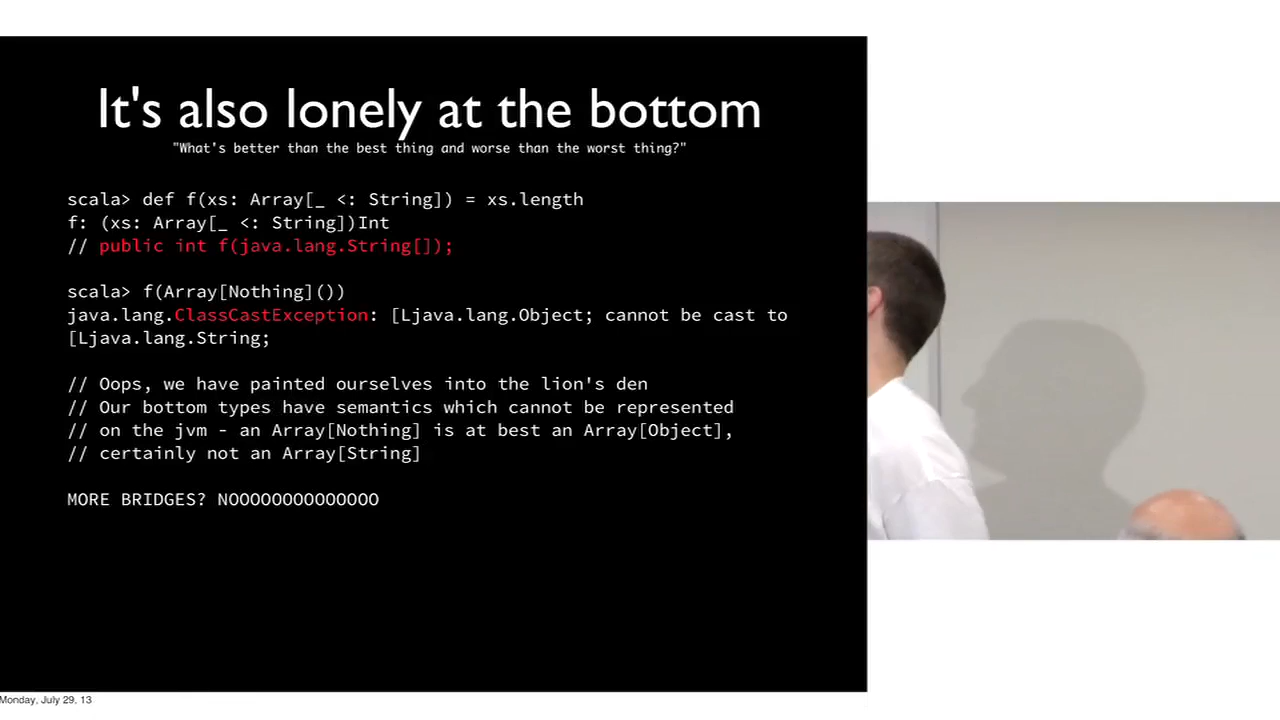 It's also lonely at the bottom
"What's better than the best thing and worse than the worst thing?"
scala> def f(xs: Array[_ <: String]) = xs.length
f: (xs: Array[_ <: String])Int
// public int f(java.lang.String[]);
scala> f(Array[Nothing]())
java.lang.ClassCastException: [Ljava.lang.Object; cannot be cast to
[Ljava.lang.String;
// Oops, we have painted ourselves into the lion's den
// Our bottom types have semantics which cannot be represented
// on the jvm - an Array[Nothing] is at best an Array[Object],
// certainly not an Array[String]
MORE BRIDGES? NOOOOOOOOOOOOOO
Monday, July 29, 13